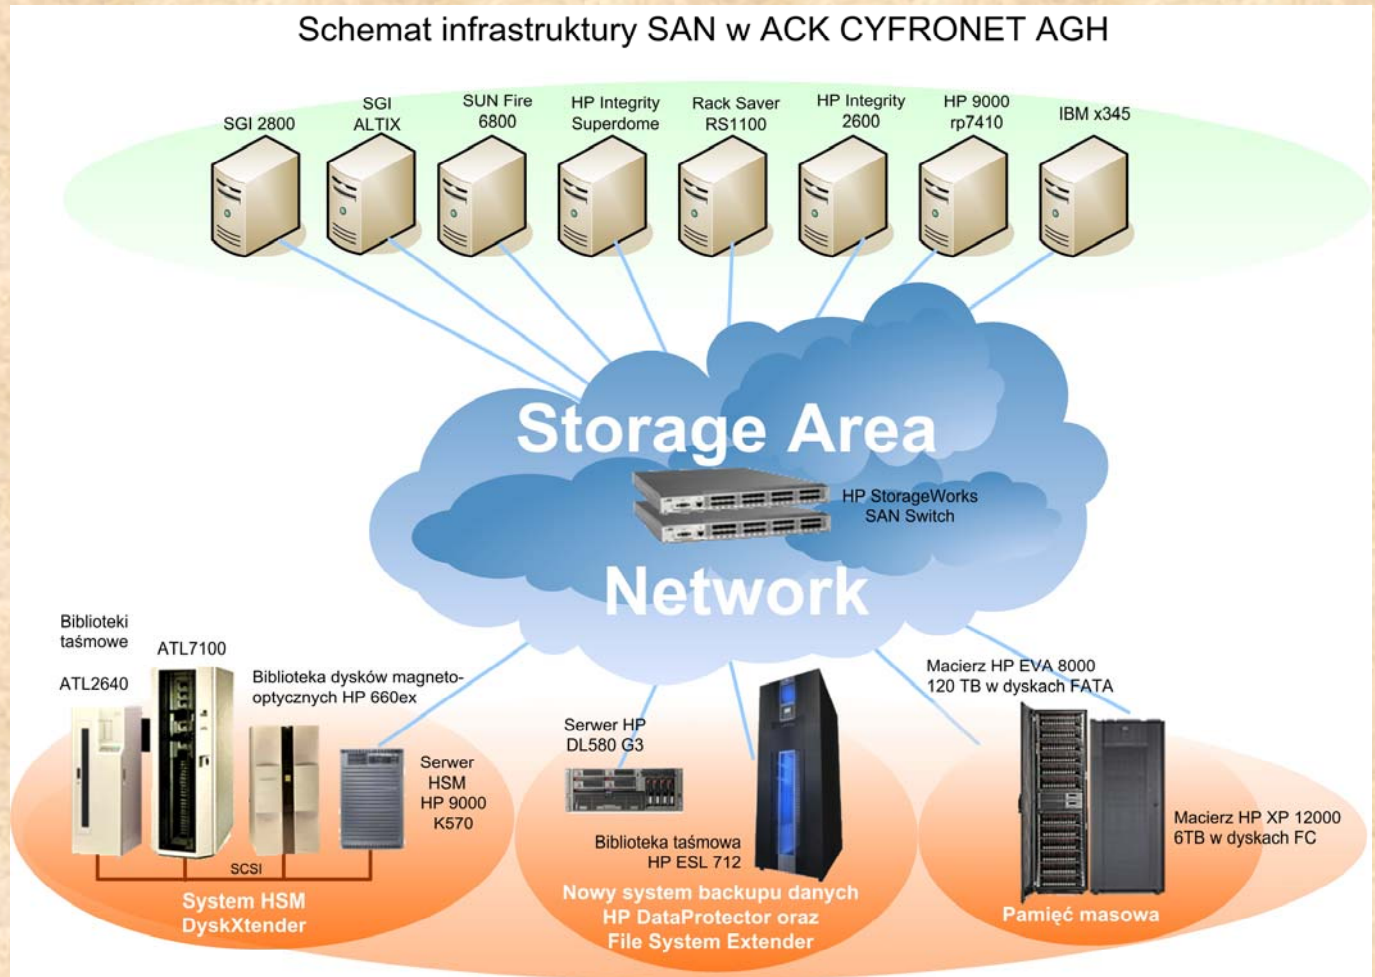 Schemat infrastruktury SAN w ACK CYFRONET AGH
SGI 2800
SGI
ALTIX
SUN Fire
6800
HP Integrity
Superdome
Rack Saver
RS1100
HP Integrity
2600
HP 9000
rp7410
IBM x345
Storage Area
HP StorageWorks
SAN Switch
Network
Biblioteki
taśmowe
ATL7100
ATL2640
Biblioteka dysków magneto-
optycznych HP 660ex
Serwer
HSM
HP 9000
K570
SCSI
System HSM
DyskXtender
Serwer HP
DL580 G3
Biblioteka taśmowa
HP ESL 712
Nowy system backupu danych
HP DataProtector oraz
File System Extender
Macierz HP EVA 8000
120 TB w dyskach FATA
Macierz HP XP 12000
6TB w dyskach FC
Pamięć masowa